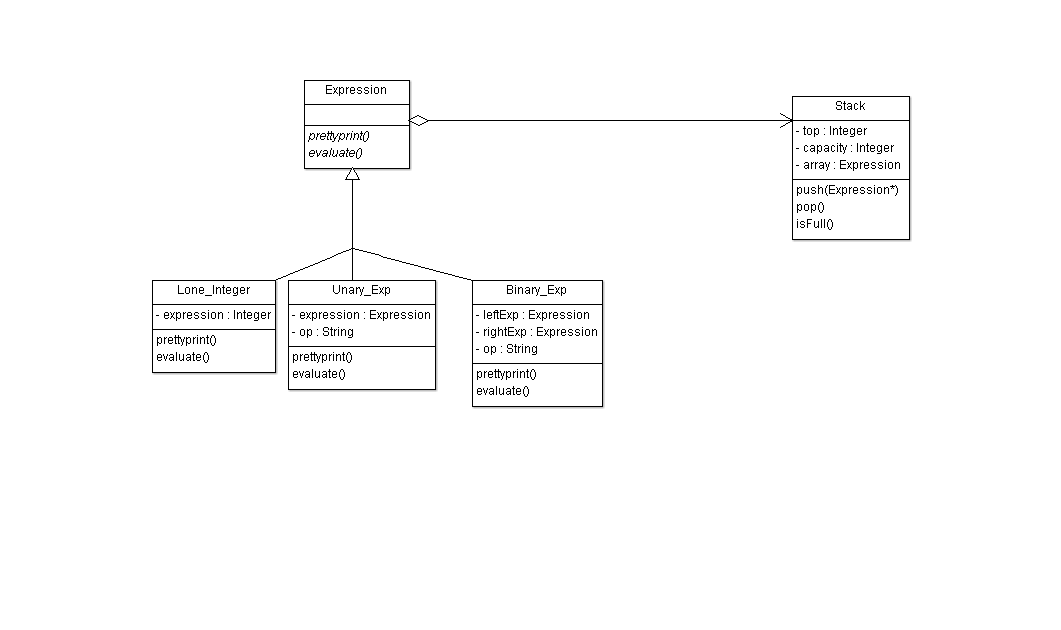 Expression
prettyprint()
evaluate()
Stack
- top : Integer
- capacity : Integer
- array : Expression
push(Expression*)
pop()
isFull()
Lone_Integer
- expression : Integer
prettyprint()
evaluate()
Unary_Exp
- expression : Expression
- op : String
prettyprint()
evaluate()
Binary_Exp
- leftExp : Expression
- rightExp : Expression
- op : String
prettyprint()
evaluate()